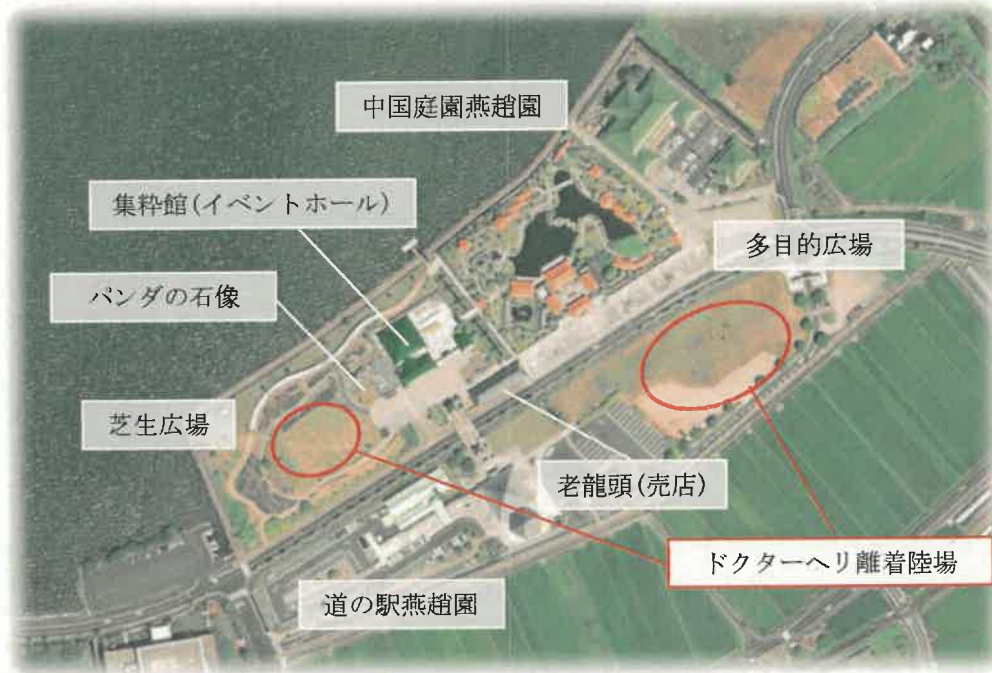 中国庭園燕趙園
集粋館(イベントホール)
多目的広場
パンダの石像
芝生広場
老龍頭(売店)
ドクターヘリ離着陸場
道の駅燕趙園